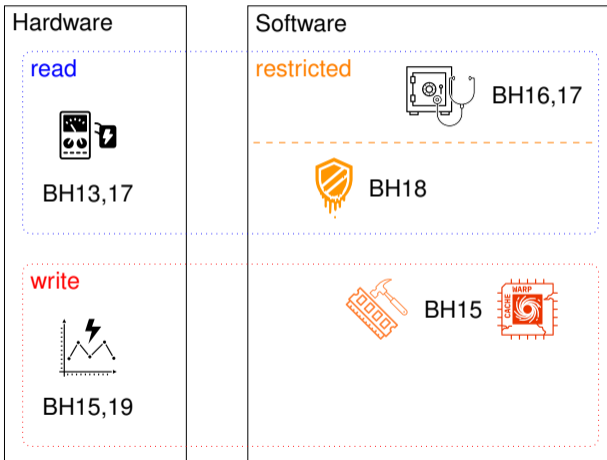 Hardware
Software
read
restricted
BH16,17
BH13,17
BH18
write
BH15
CACHE
WARP
BH15,19